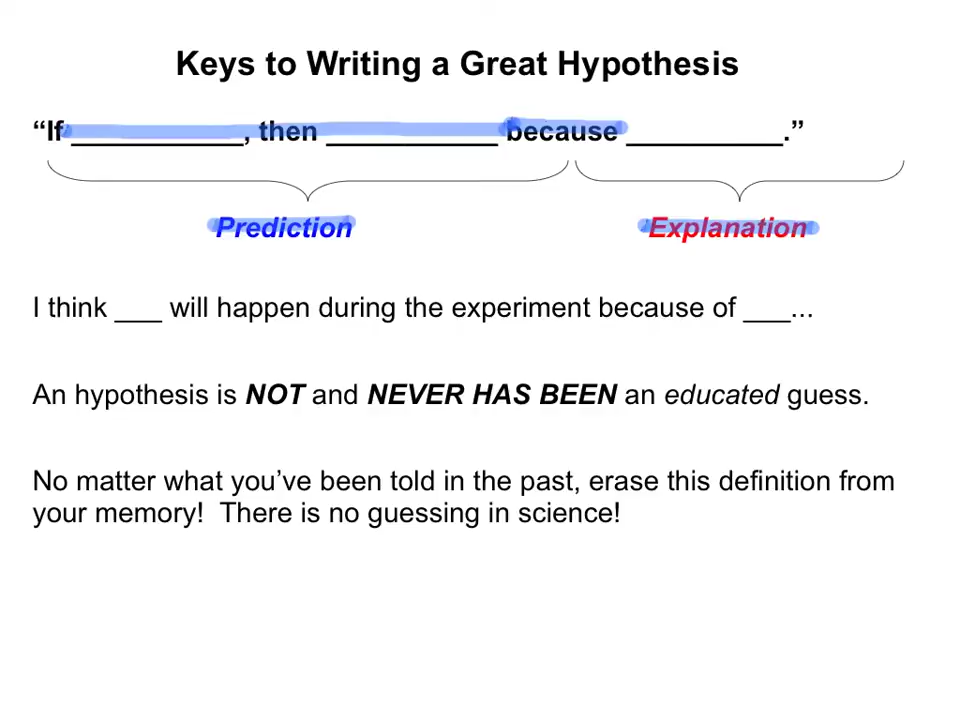 Keys to Writing a Great Hypothesis
“If ___________, then ___________ because __________.”
Prediction Explanation
I think ___ will happen during the experiment because of ___...
An hypothesis is NOT and NEVER HAS BEEN an educated guess.
No matter what you’ve been told in the past, erase this definition from
your memory!  There is no guessing in science!